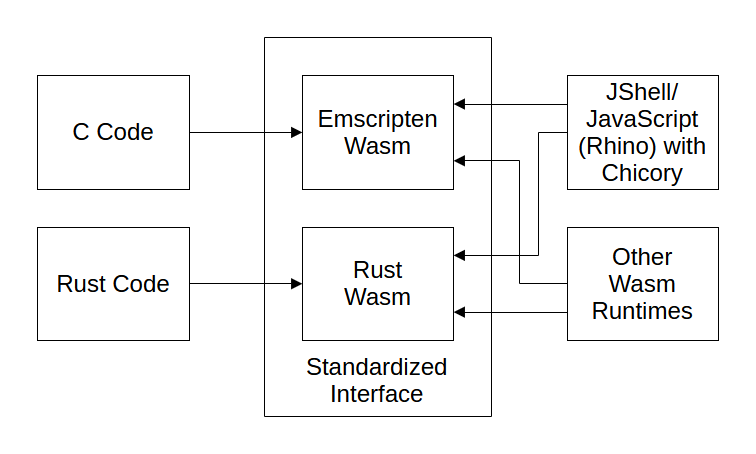 C Code
Emscripten
Wasm
JShell/
JavaScript
(Rhino) with
Chicory
Rust Code
Rust
Wasm
Other
Wasm
Runtimes
Standardized
Interface